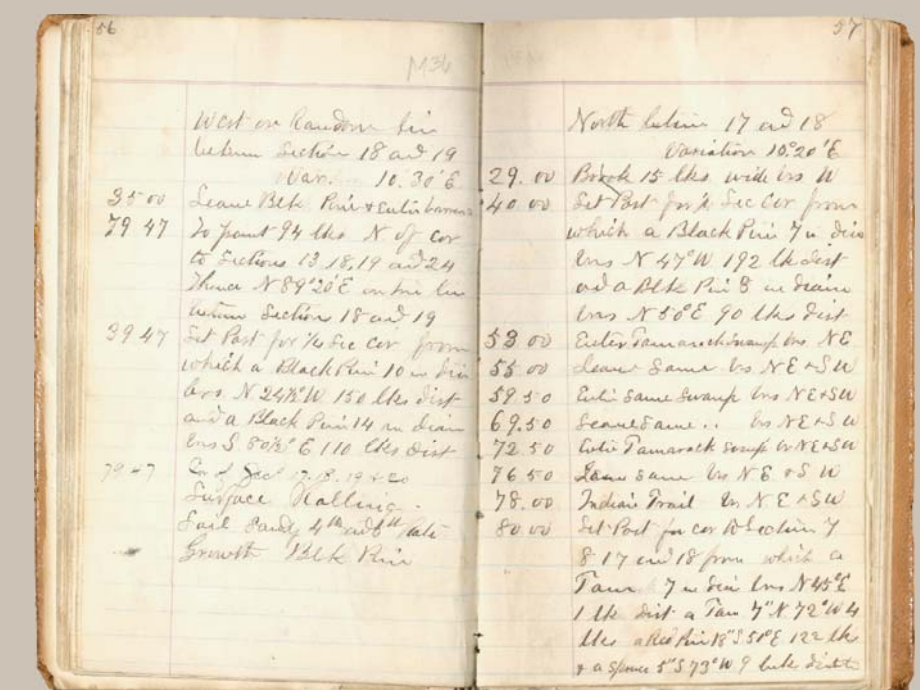 56
M36
West on Random line
between Section 18 and 19
Var. 10.30'E
35 00 Leave Blk Pine & Enter barrens
79 47 To point 94 lks N. of cor
to Sections 13, 18, 19 and 24
Thence N 89°20'E on true line
between Section 18 and 19
39 47 Set Post for 1/4 Sec Cor from
which a Black Pine 10 in diam
brs N 24½°W 150 lks dist
and a Black Pine 14 in diam
brs S 80½° E 110 lks dist
79.47 Cor of Sec 17. 18. 19 & 20
Surface Rolling.
Soil Sandy 4th and rate
Growth Blk Pine
57
North between 17 and 18
Variation 10°20'E
29.00 Brook 15 lks wide brs W
40 00 Set Post for ¼ Sec Cor from
which a Black Pine 7 in diam
brs N 47°W 192 lks dist
and a Blk Pine 8 in diam
brs N 50°E 90 lks dist
53.00 Enter Tamarack Swamp brs NE
55.00 Leave Same brs NE & SW
59.50 Enter Same Swamp brs NE & SW
69.50 Leave Same .. brs NE & SW
72.50 Enter Tamarack Swamp brs NE & SW
76.50 Leave Same brs N E & S W
78.00 Indian Trail brs N. E & SW
80.00 Set Post for cor to Section 7
8 17 and 18 from which a
Tam 7 in diam brs N 45°E
1 lk dist a Tam 7" N 72°W 4
lks a Red Pine 18" S 51°E 122 lks
& a Spruce 5" S 73°W 9 links dist